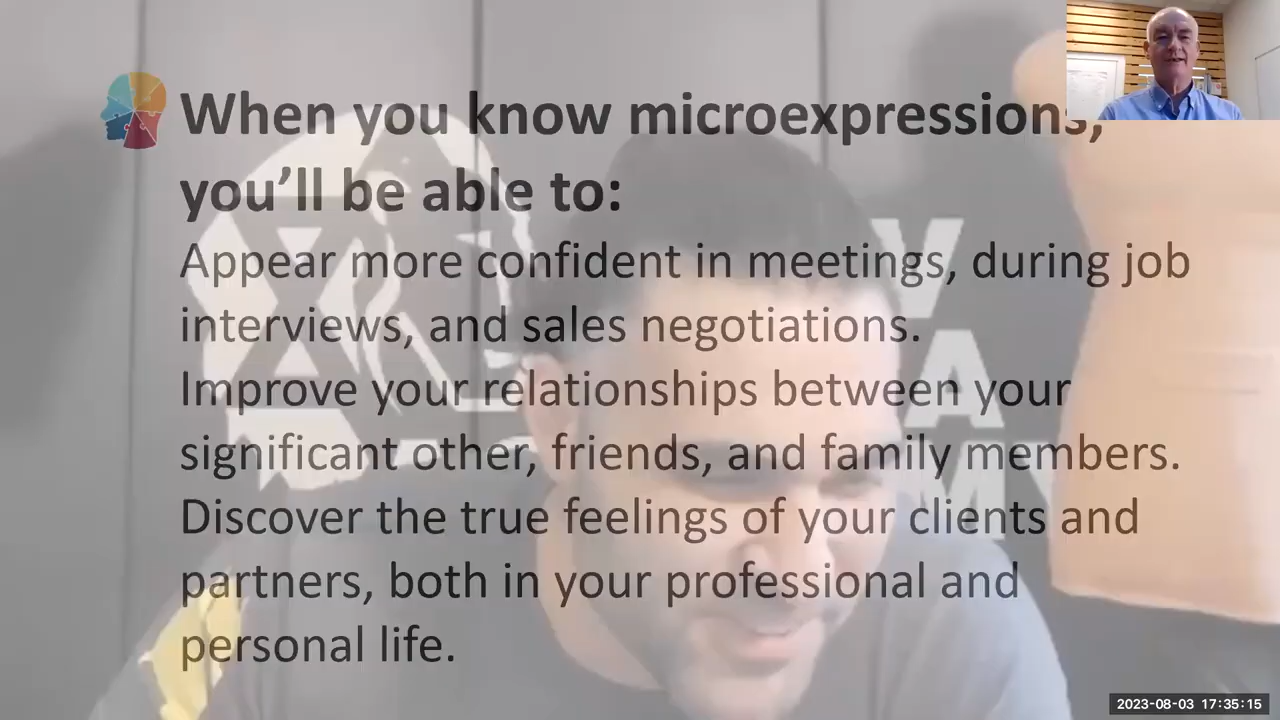 When you know microexpressions,
you’ll be able to:
Appear more confident in meetings, during job
interviews, and sales negotiations.
Improve your relationships between your
significant other, friends, and family members.
Discover the true feelings of your clients and
partners, both in your professional and
personal life.
V
A
M
2023-08-03 17:35:15